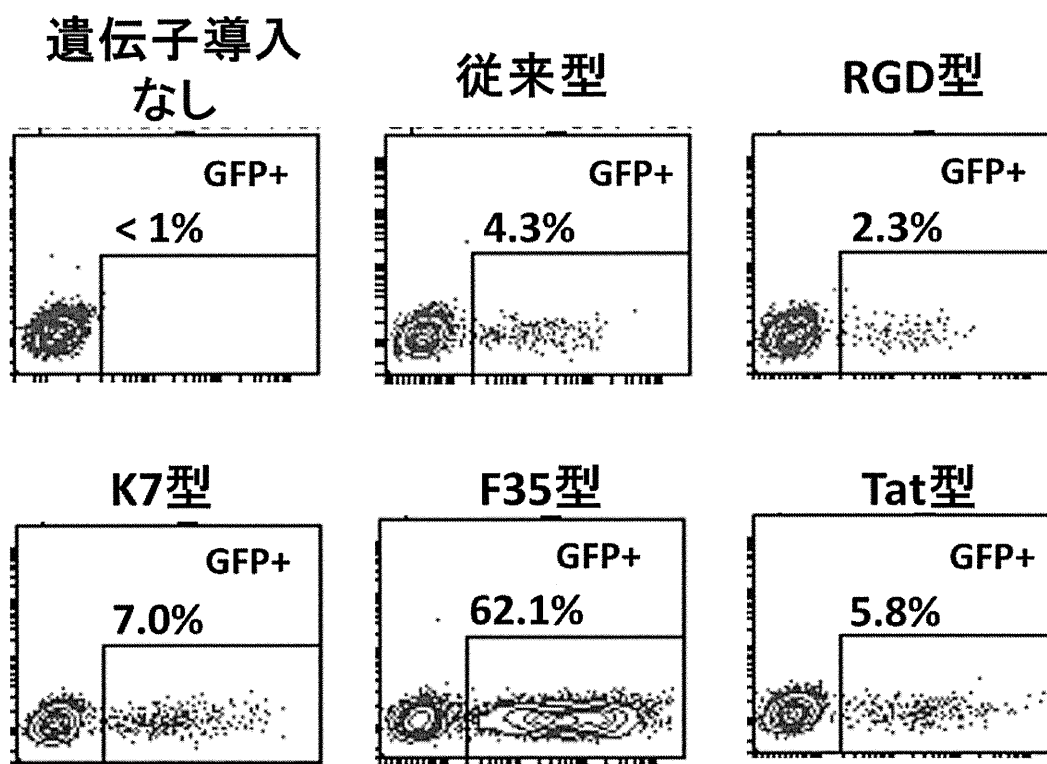 遺伝子導入
なし
従来型
RGD型
GFP+
< 1%
GFP+
4.3%
GFP+
2.3%
K7型
F35型
Tat型
GFP+
7.0%
GFP+
62.1%
GFP+
5.8%